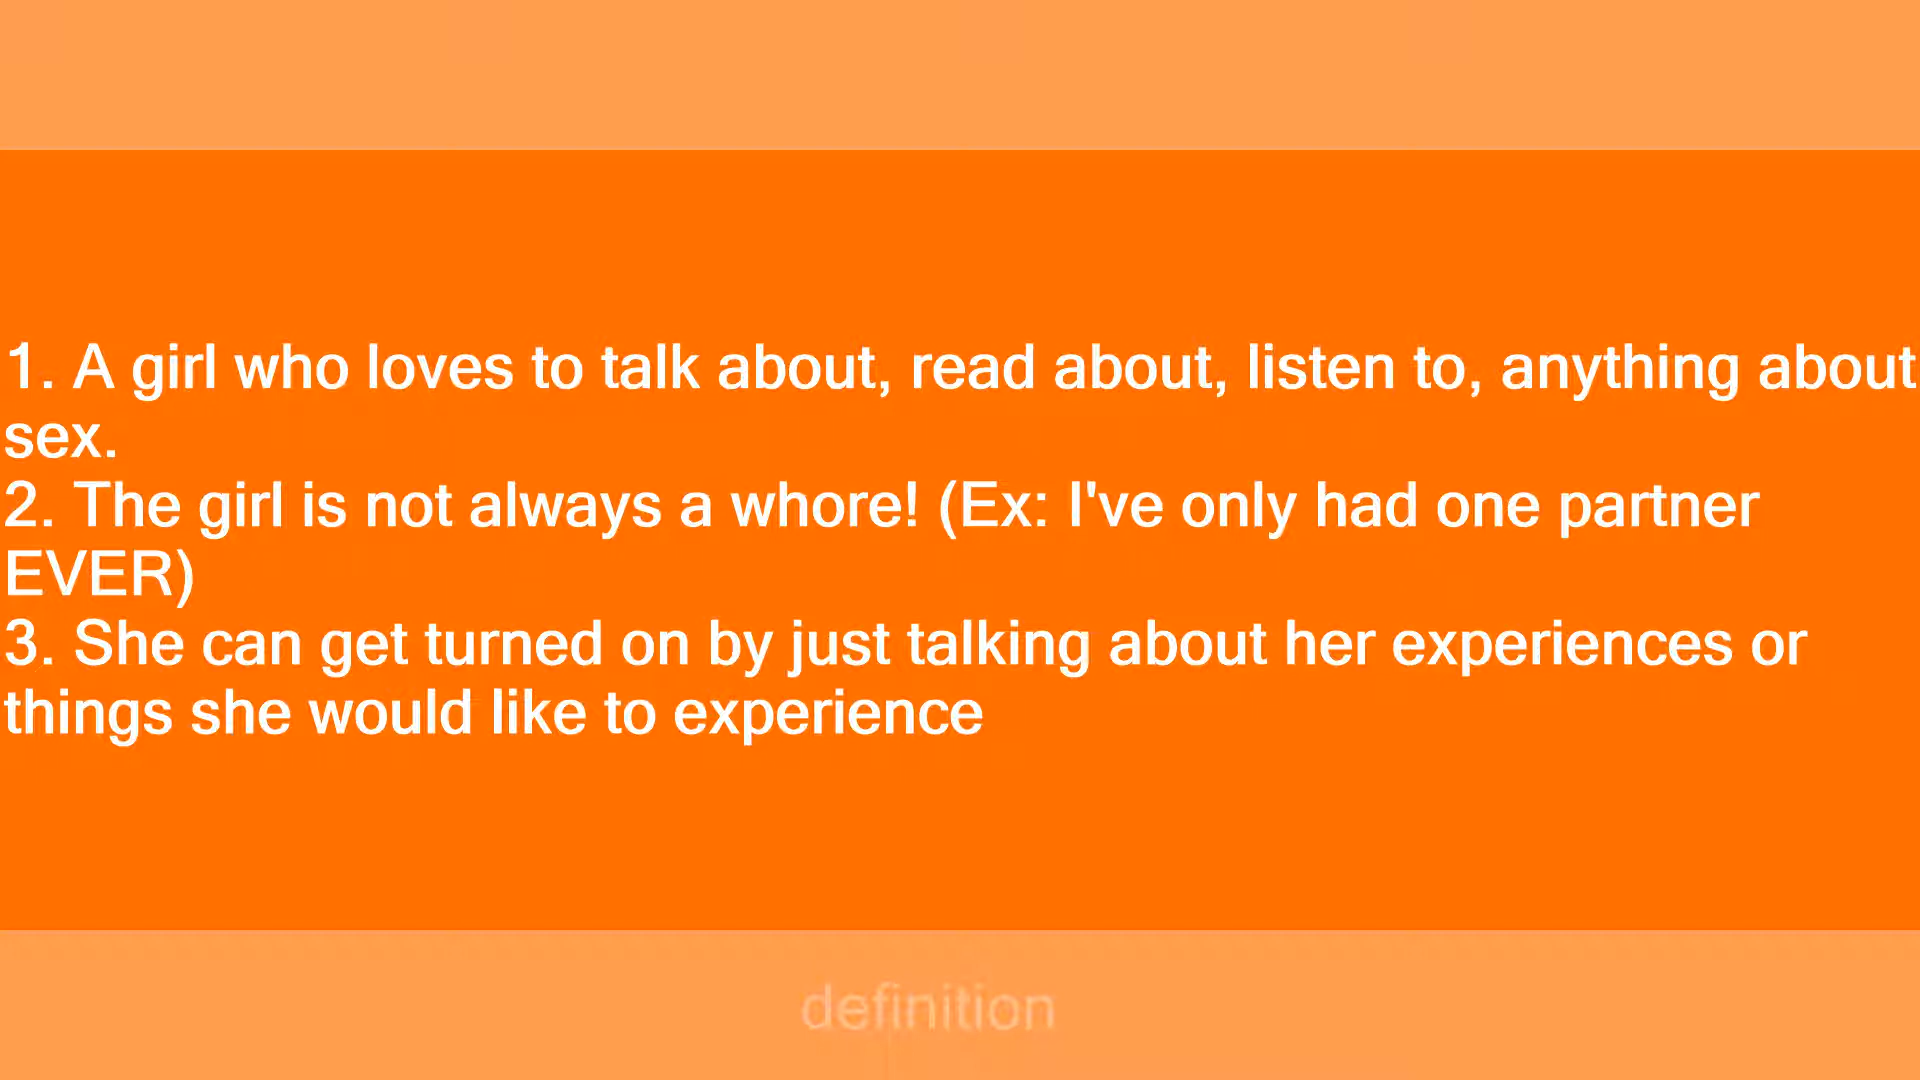 1. A girl who loves to talk about, read about, listen to, anything about
sex.
2. The girl is not always a whore! (Ex: I've only had one partner
EVER)
3. She can get turned on by just talking about her experiences or
things she would like to experience
definition